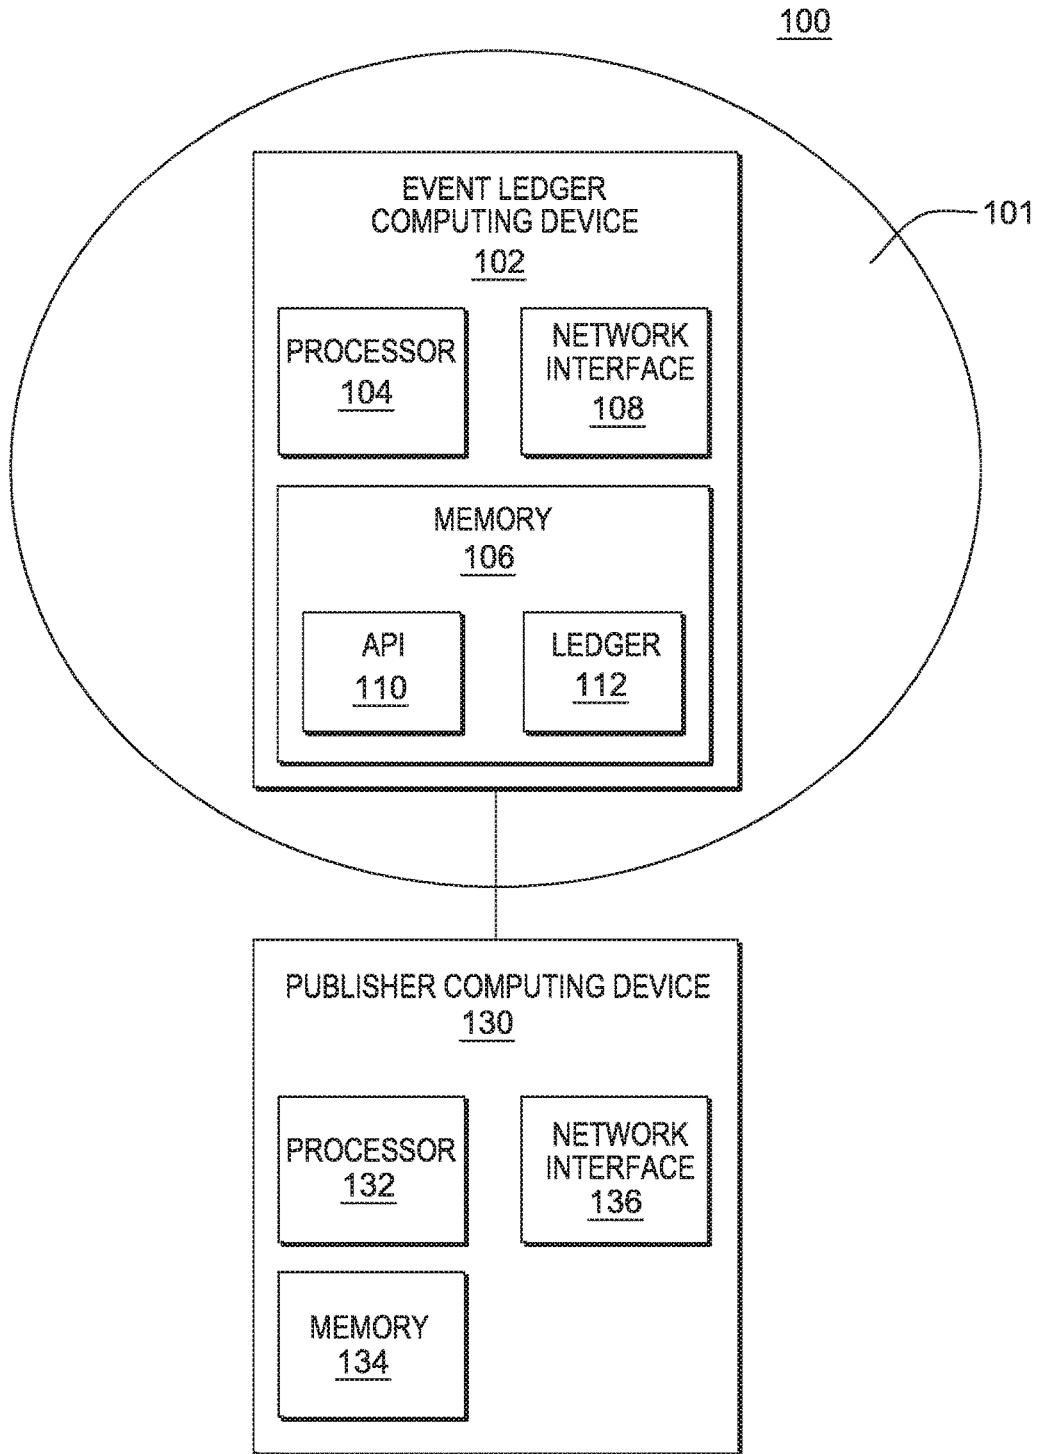 100
EVENT LEDGER
COMPUTING DEVICE
102
101
PROCESSOR
104
NETWORK
INTERFACE
108
MEMORY
106
API
110
LEDGER
112
PUBLISHER COMPUTING DEVICE
130
PROCESSOR
132
NETWORK
INTERFACE
136
MEMORY
134